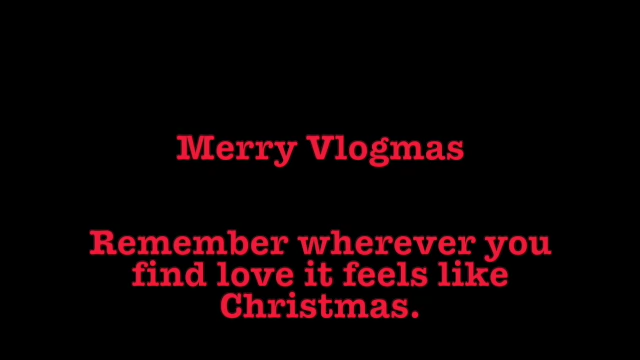 Merry Vlogmas
Remember wherever you
find love it feels like
Christmas.